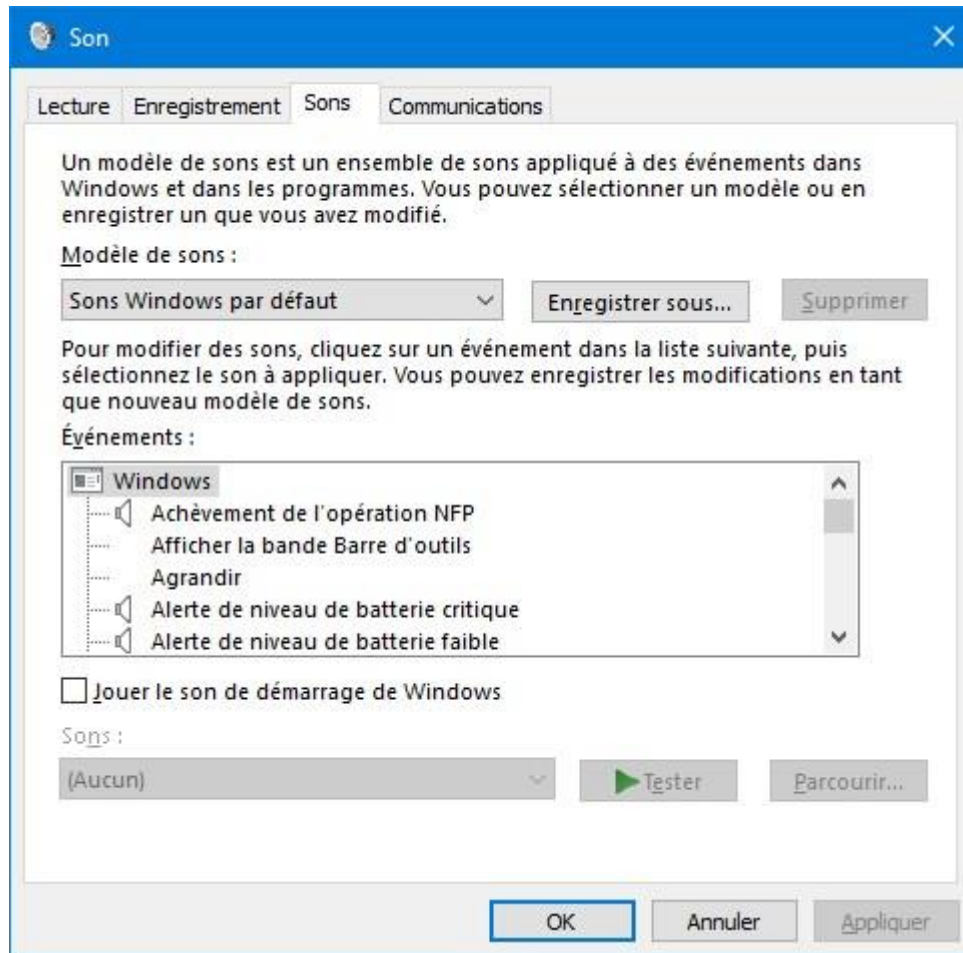 Son
Lecture Enregistrement Sons Communications
Un modèle de sons est un ensemble de sons appliqué à des événements dans
Windows et dans les programmes. Vous pouvez sélectionner un modèle ou en
enregistrer un que vous avez modifié.
Modèle de sons :
Sons Windows par défaut Enregistrer sous... Supprimer
Pour modifier des sons, cliquez sur un événement dans la liste suivante, puis
sélectionnez le son à appliquer. Vous pouvez enregistrer les modifications en tant
que nouveau modèle de sons.
Événements :
Windows
Achèvement de l'opération NFP
Afficher la bande Barre d'outils
Agrandir
Alerte de niveau de batterie critique
Alerte de niveau de batterie faible
Jouer le son de démarrage de Windows
Sons :
(Aucun) Tester Parcourir...
OK Annuler Appliquer